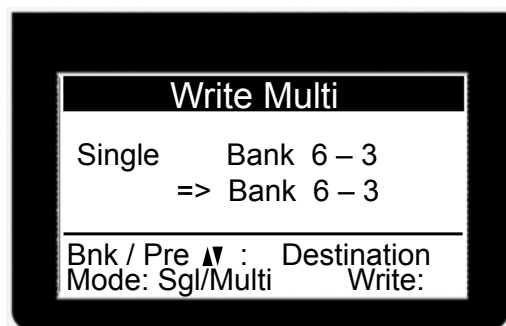 Write Multi
Single Bank 6 – 3
=> Bank 6 – 3
Bnk / Pre ▲▼ : Destination
Mode: Sgl/Multi Write: